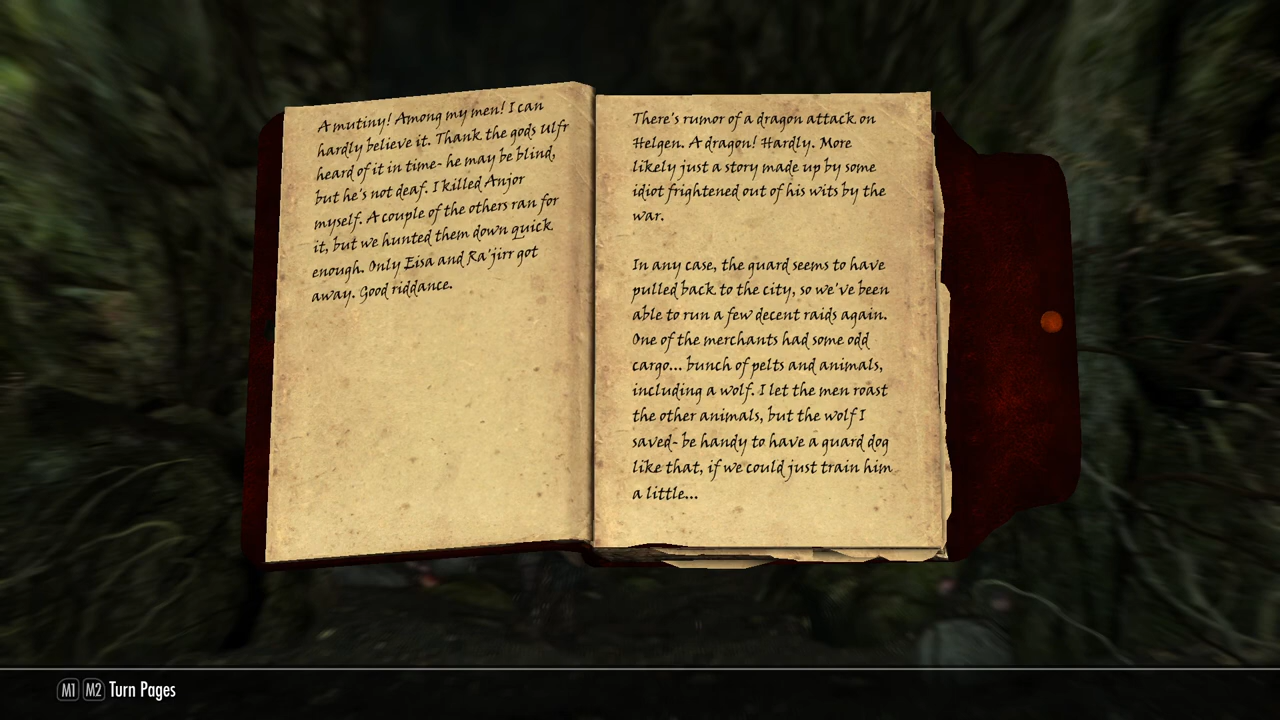 A mutiny! Among my men! I can
hardly believe it. Thank the gods Ulfr
heard of it in time- he may be blind,
but he's not deaf. I killed Anjor
myself. A couple of the others ran for
it, but we hunted them down quick
enough. Only Eisa and Ra'jirr got
away. Good riddance.
There's rumor of a dragon attack on
Helgen. A dragon! Hardly. More
likely just a story made up by some
idiot frightened out of his wits by the
war.
In any case, the guard seems to have
pulled back to the city, so we've been
able to run a few decent raids again.
One of the merchants had some odd
cargo... bunch of pelts and animals,
including a wolf. I let the men roast
the other animals, but the wolf I
saved- be handy to have a guard dog
like that, if we could just train him
a little...
M1 M2 Turn Pages